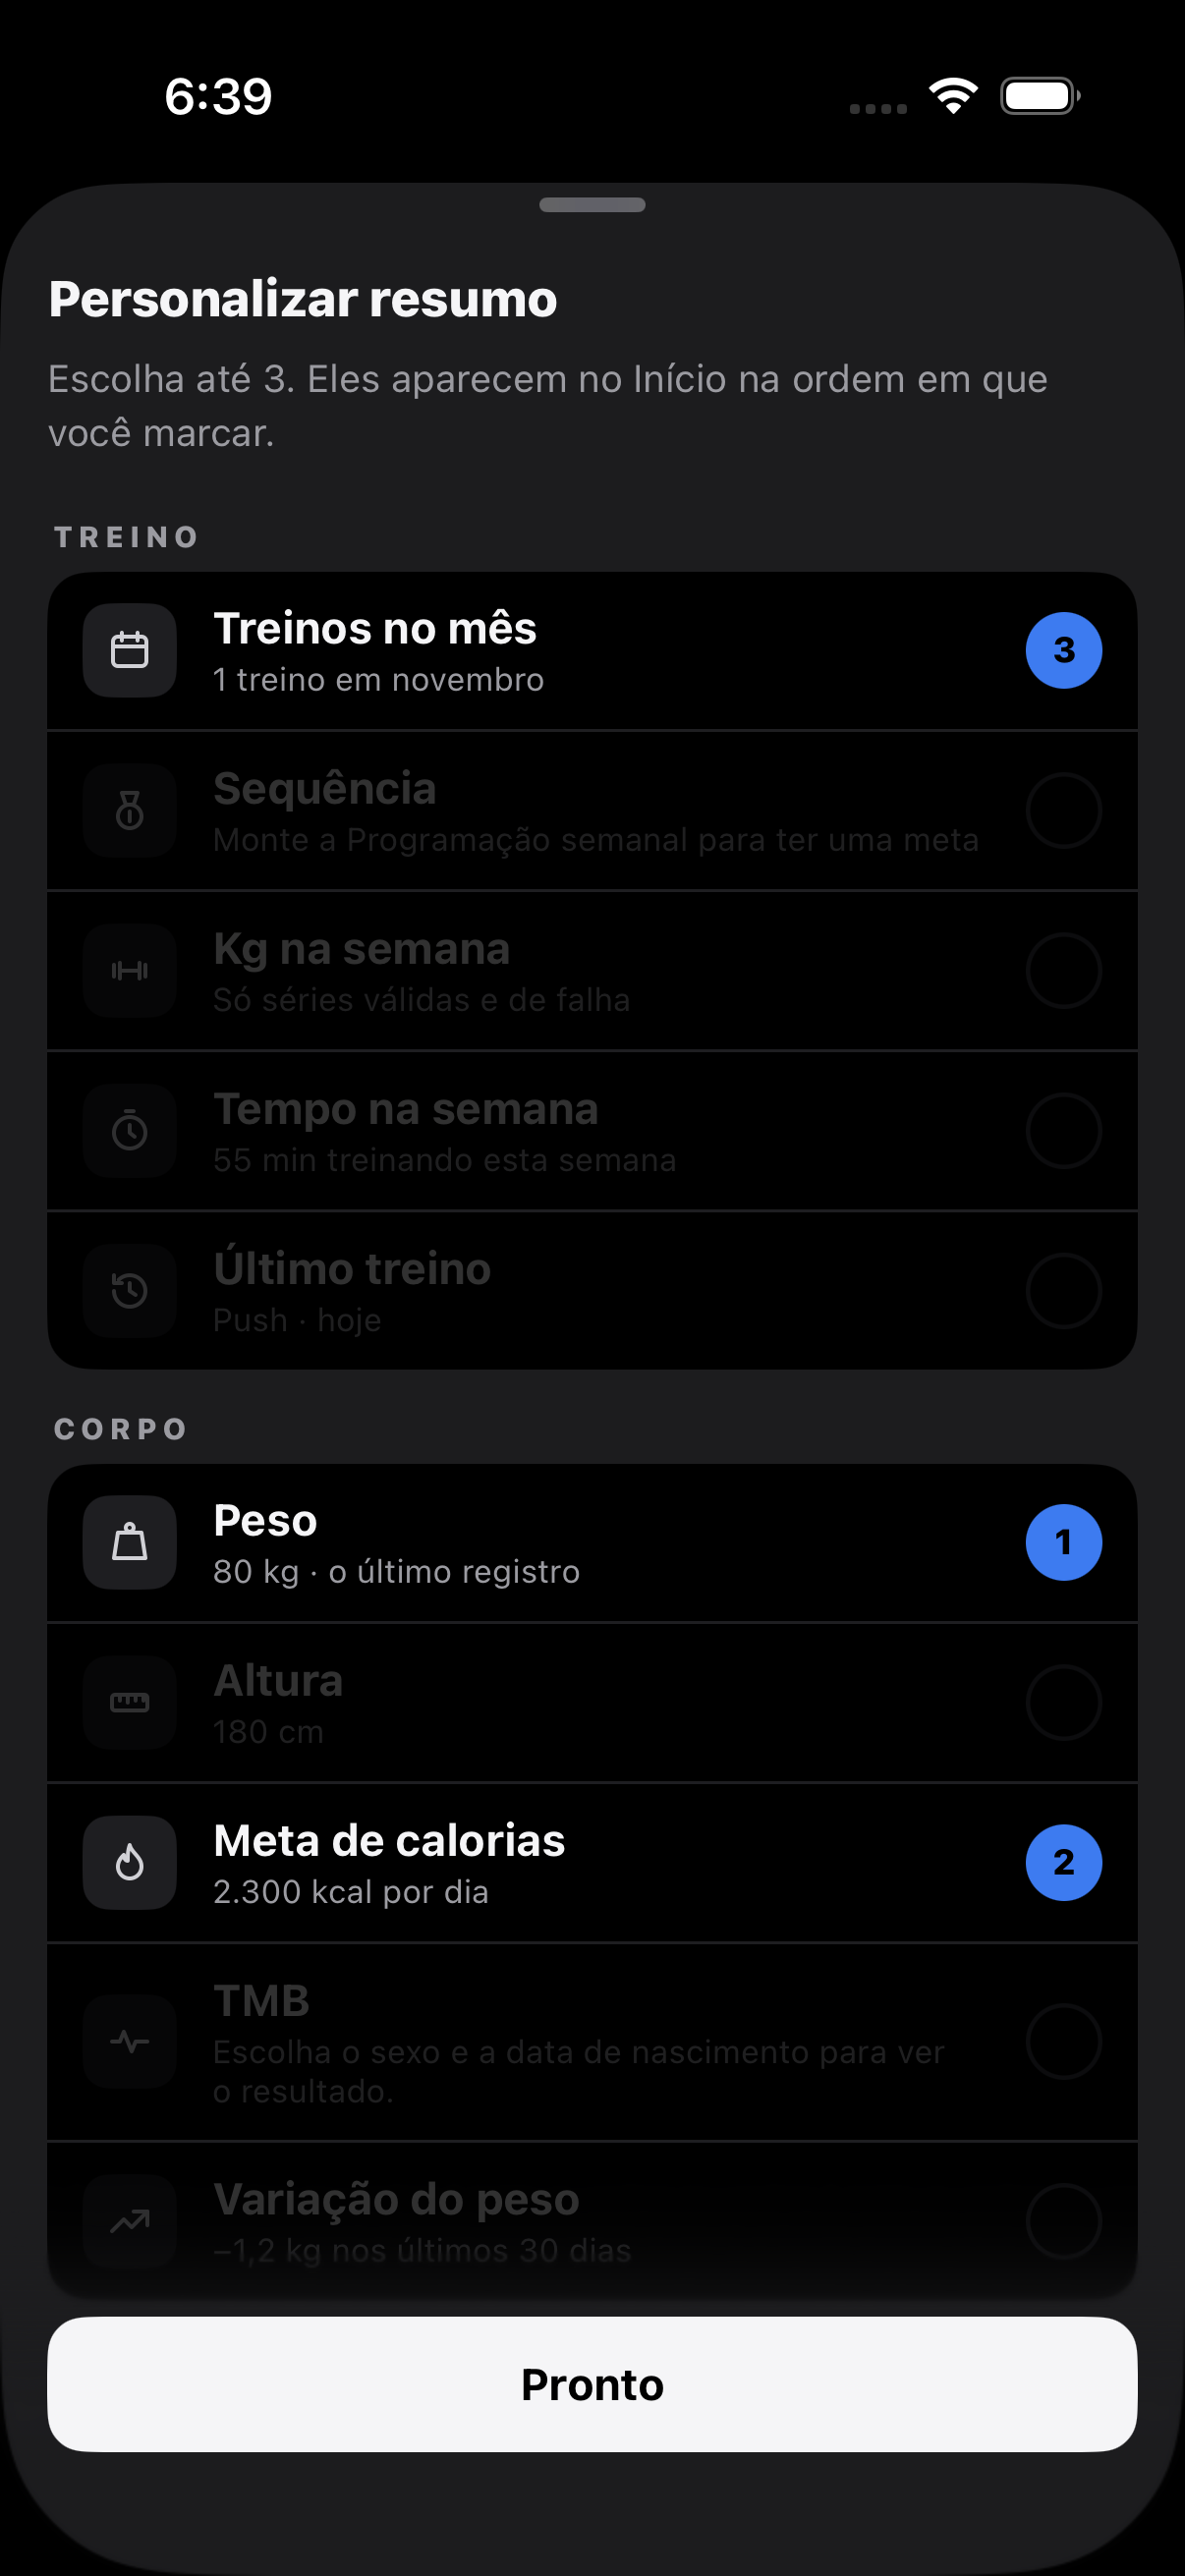 6:39
Personalizar resumo
Escolha até 3. Eles aparecem no Início na ordem em que
você marcar.
TREINO
Treinos no mês
1 treino em novembro
3
Sequência
Monte a Programação semanal para ter uma meta
Kg na semana
Só séries válidas e de falha
Tempo na semana
55 min treinando esta semana
Último treino
Push · hoje
CORPO
Peso
80 kg · o último registro
1
Altura
180 cm
Meta de calorias
2.300 kcal por dia
2
TMB
Escolha o sexo e a data de nascimento para ver
o resultado.
Variação do peso
−1,2 kg nos últimos 30 dias
Pronto